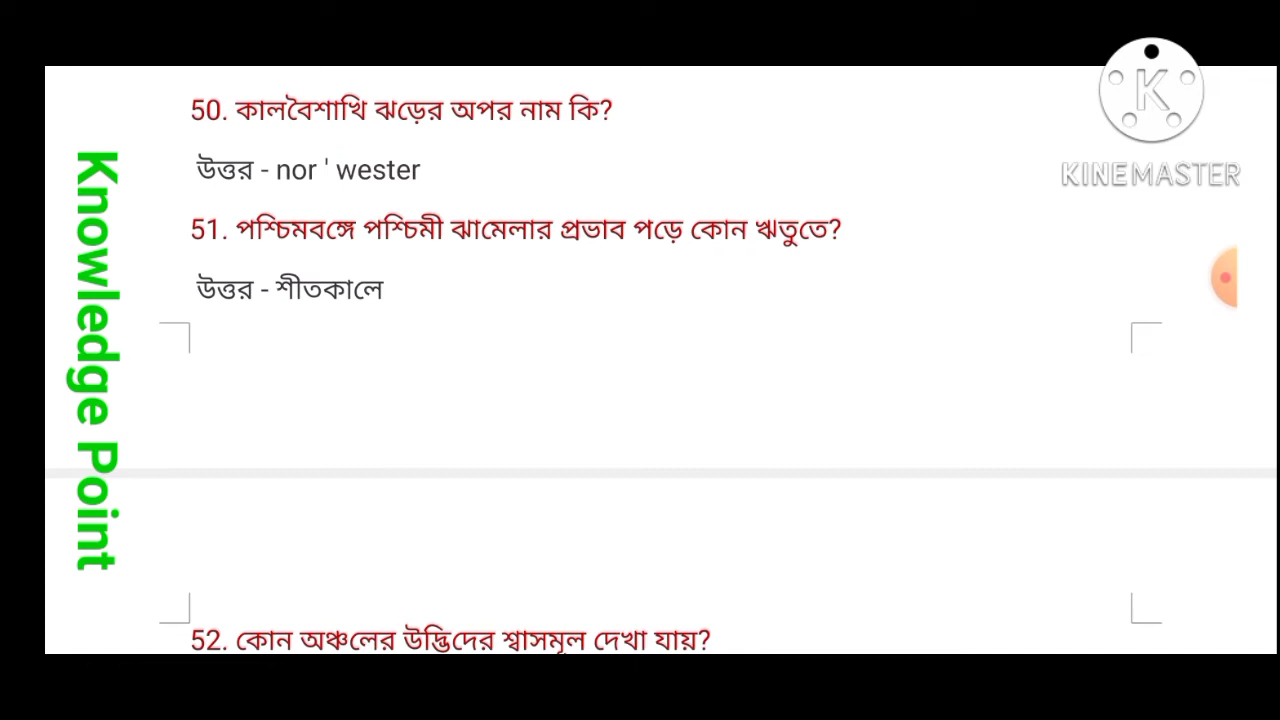 50. কালবৈশাখি ঝড়ের অপর নাম কি?
উত্তর - nor ' wester
51. পশ্চিমবঙ্গে পশ্চিমী ঝামেলার প্রভাব পড়ে কোন ঋতুতে?
উত্তর - শীতকালে
52. কোন অঞ্চলের উদ্ভিদের শ্বাসমূল দেখা যায়?
Knowledge Point
K
KINEMASTER